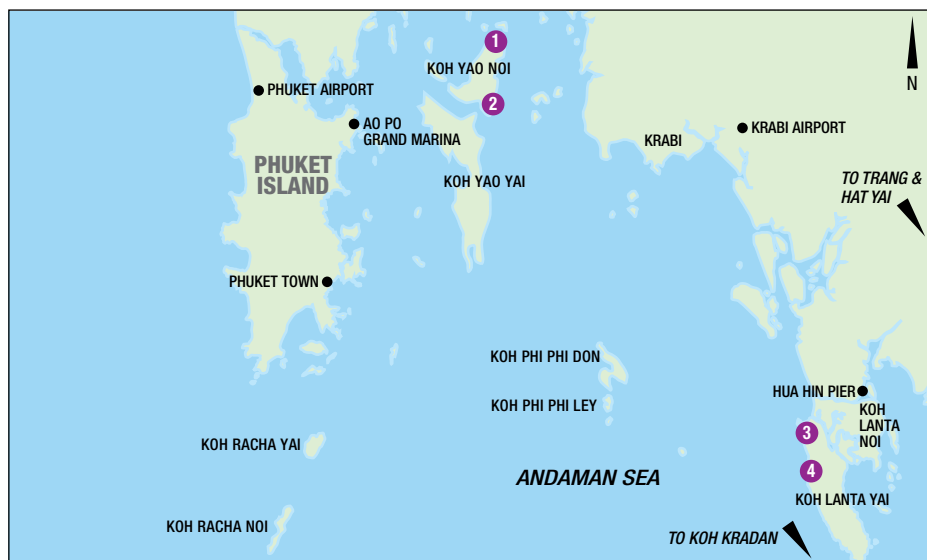 1
KOH YAO NOI
2
N
PHUKET AIRPORT
AO PO
GRAND MARINA
KRABI AIRPORT
KRABI
PHUKET
ISLAND
KOH YAO YAI
TO TRANG &
HAT YAI
PHUKET TOWN
KOH PHI PHI DON
HUA HIN PIER
KOH PHI PHI LEY
KOH
LANTA
NOI
3
KOH RACHA YAI
4
ANDAMAN SEA
KOH LANTA YAI
KOH RACHA NOI
TO KOH KRADAN